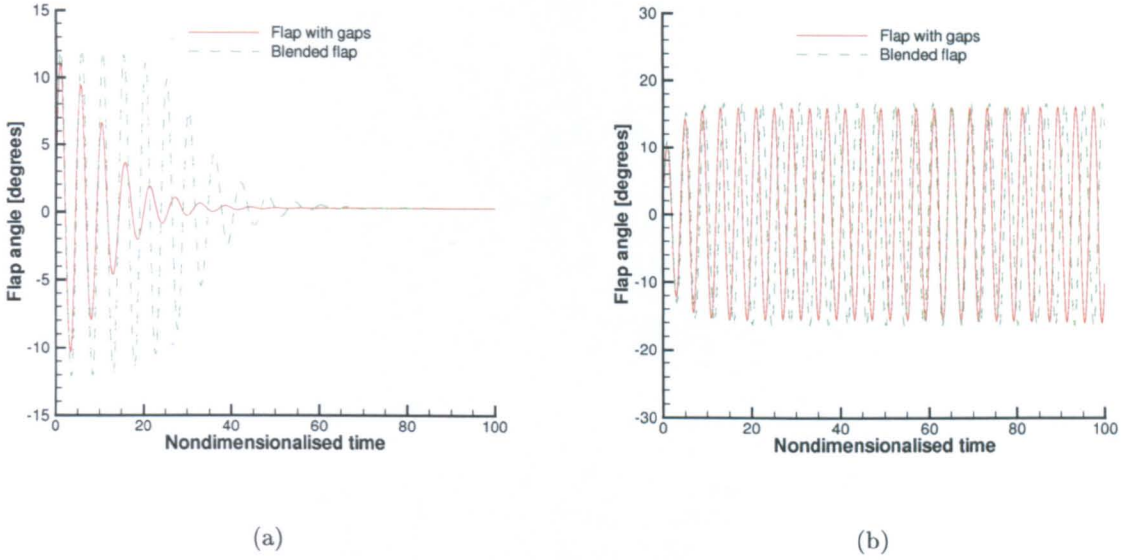 Flap with gaps
Blended flap
Flap angle [degrees]
15
10
5
0
-5
-10
-15
0
20
40
60
80
100
Nondimensionalised time
(a)
Flap with gaps
Blended flap
Flap angle [degrees]
30
20
10
0
-10
-20
-30
0
20
40
60
80
100
Nondimensionalised time
(b)